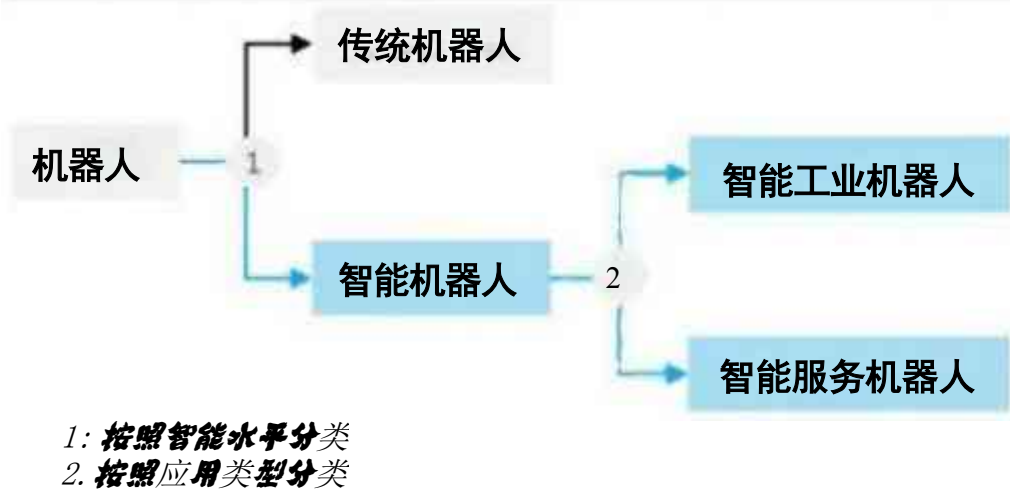 传统机器人
机器人
1
智能工业机器人
智能机器人
2
智能服务机器人
1: 按照智能水平分类
2. 按照应用类型分类